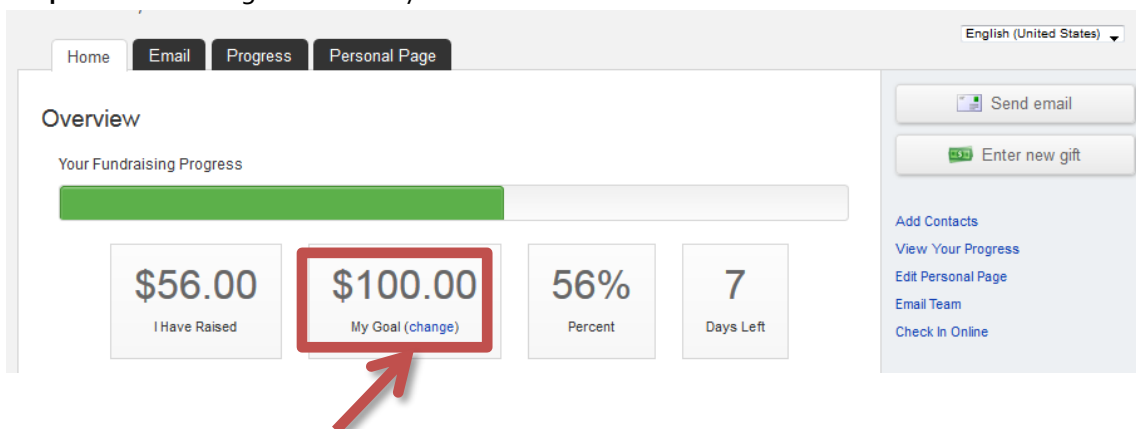 English (United States)
Home Email Progress Personal Page
Send email
Overview
Enter new gift
Your Fundraising Progress
Add Contacts
View Your Progress
Edit Personal Page
Email Team
Check In Online
$56.00 $100.00 56% 7
I Have Raised My Goal (change) Percent Days Left